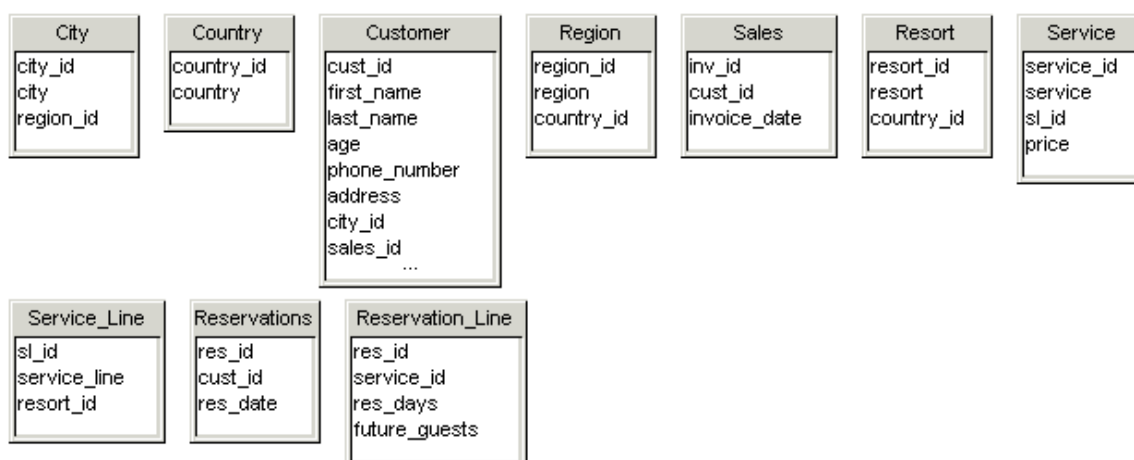 City
city_id
city
region_id
Country
country_id
country
Customer
cust_id
first_name
last_name
age
phone_number
address
city_id
sales_id
...
Region
region_id
region
country_id
Sales
inv_id
cust_id
invoice_date
Resort
resort_id
resort
country_id
Service
service_id
service
sl_id
price
Service_Line
sl_id
service_line
resort_id
Reservations
res_id
cust_id
res_date
Reservation_Line
res_id
service_id
res_days
future_guests